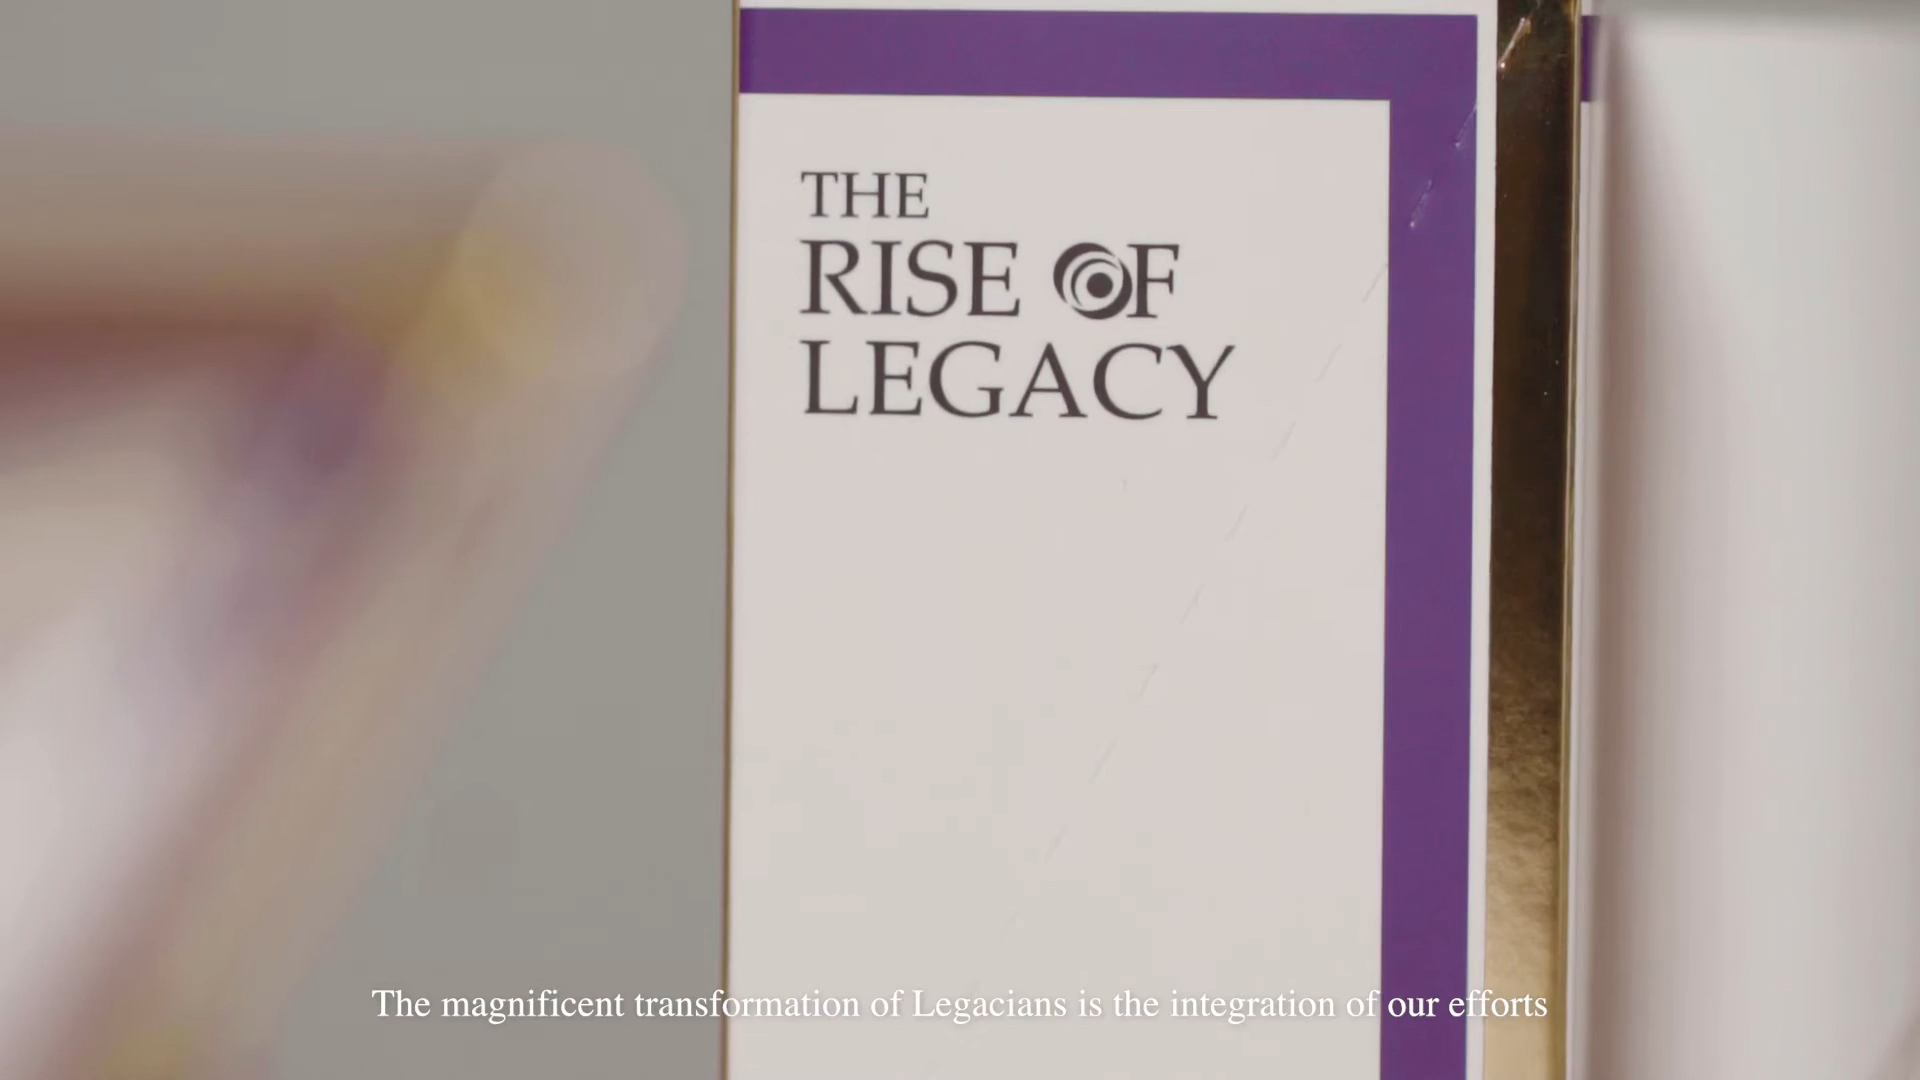 THE
RISE OF
LEGACY
The magnificent transformation of Legacians is the integration of our efforts